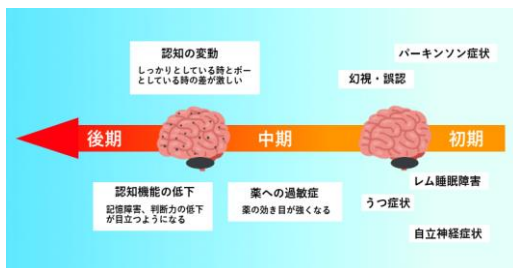 認知の変動
しっかりとしている時とボー
としている時の差が激しい
パーキンソン症状
幻視・誤認
後期
中期
初期
認知機能の低下
記憶障害、判断力の低下
が目立つようになる
薬への過敏症
薬の効き目が強くなる
レム睡眠障害
うつ症状
自立神経症状